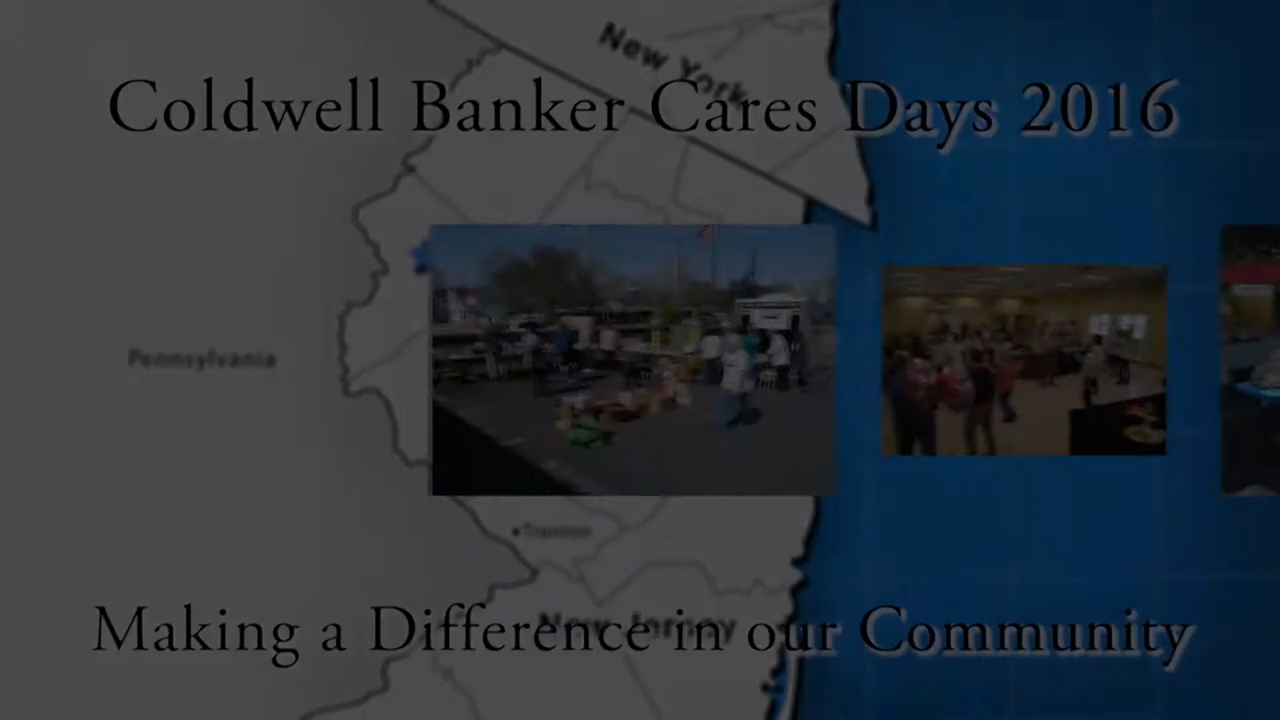 New York
Coldwell Banker Cares Days 2016
Pennsylvania
Trenton
New Jersey
Making a Difference in our Community